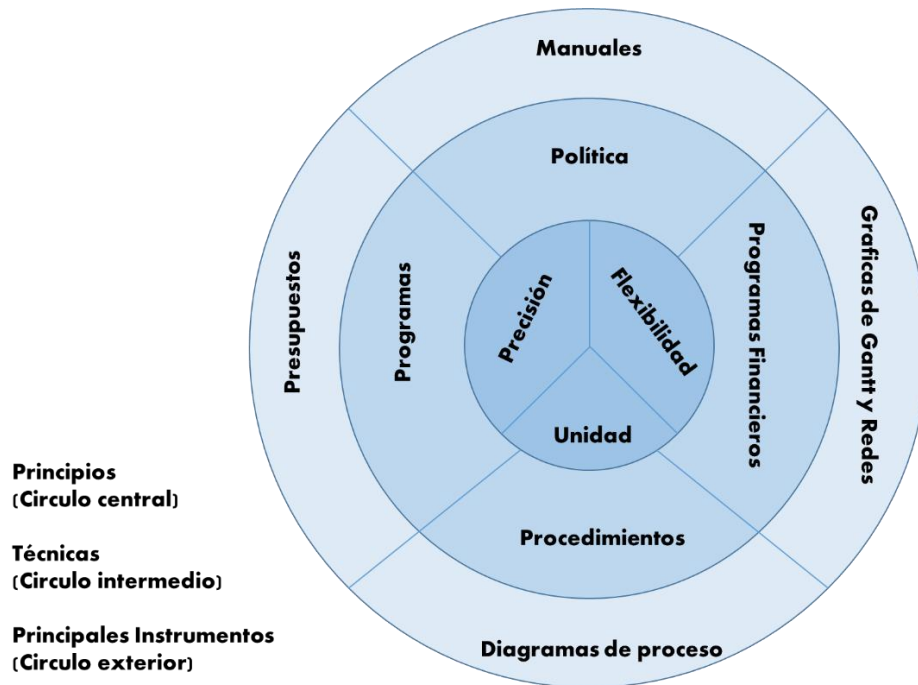 Manuales
Política
Presupuestos
Programas
Precisión
Flexibilidad
Programas Financieros
Graficas de Gantt y Redes
Unidad
Procedimientos
Diagramas de proceso
Principios
(Circulo central)
Técnicas
(Circulo intermedio)
Principales Instrumentos
(Circulo exterior)